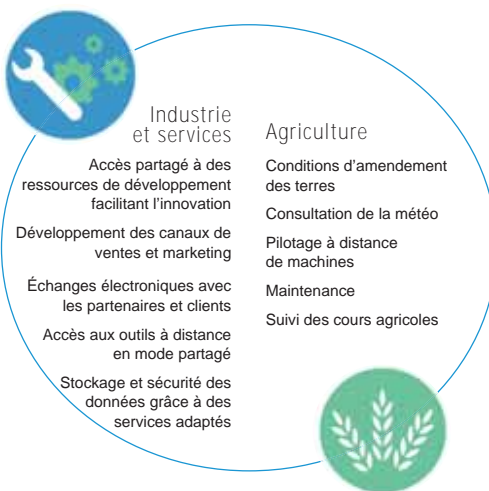 Industrie
et services
Accès partagé à des
ressources de développement
facilitant l'innovation
Développement des canaux de
ventes et marketing
Échanges électroniques avec
les partenaires et clients
Accès aux outils à distance
en mode partagé
Stockage et sécurité des
données grâce à des
services adaptés
Agriculture
Conditions d'amendement
des terres
Consultation de la météo
Pilotage à distance
de machines
Maintenance
Suivi des cours agricoles